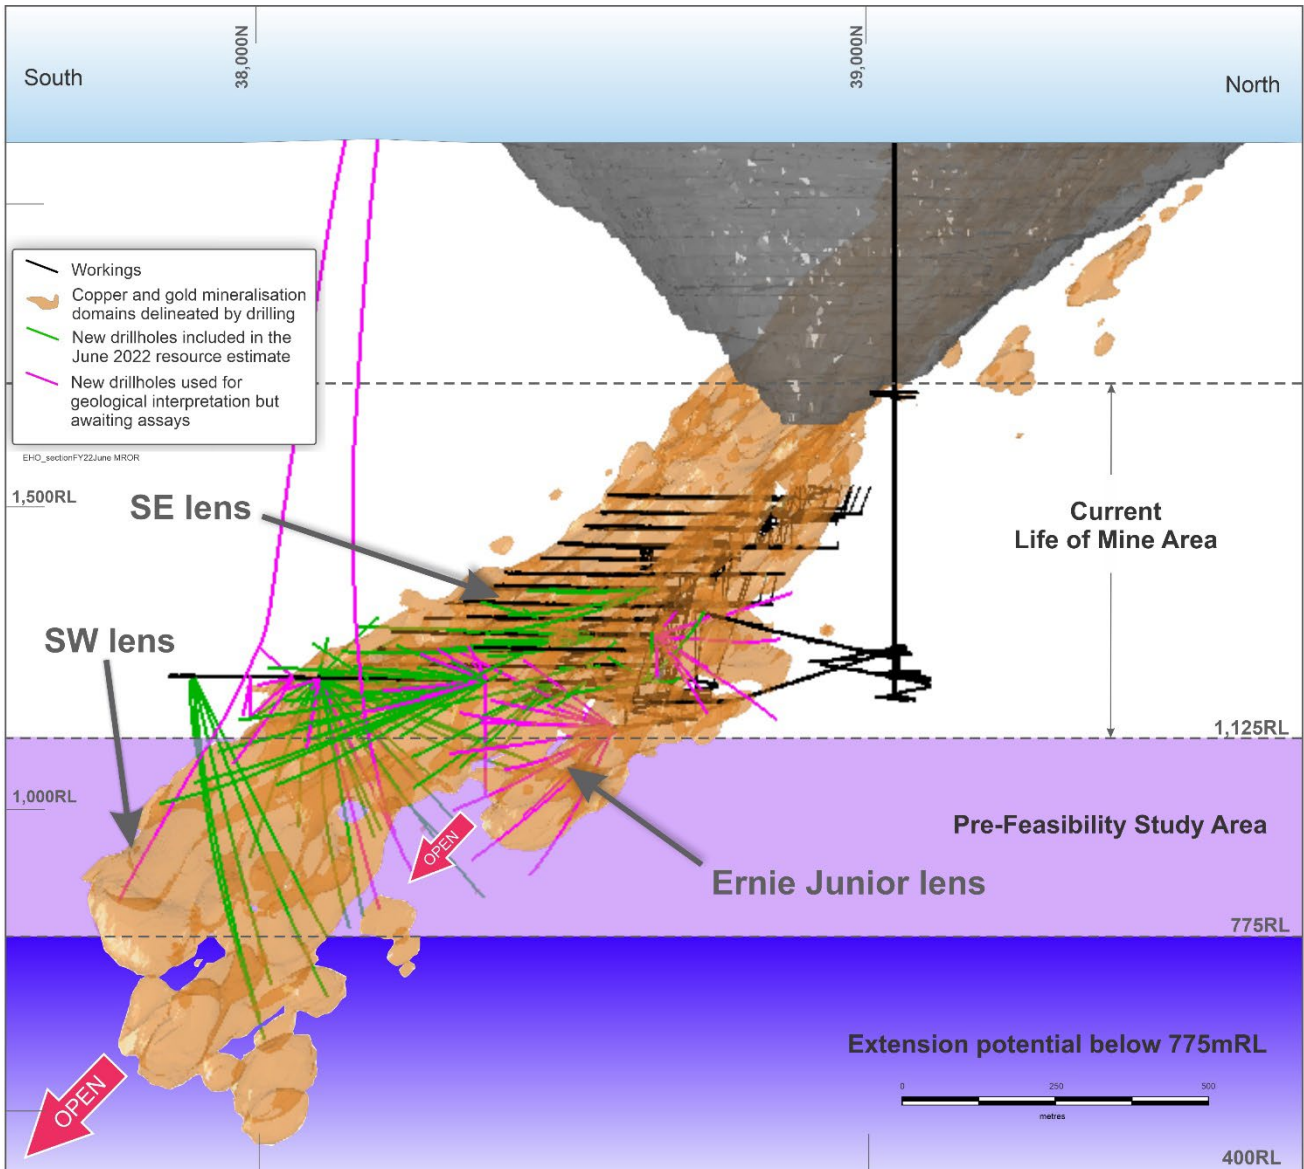 38,000N
39,000N
South
North
Workings
Copper and gold mineralisation
domains delineated by drilling
New drillholes included in the
June 2022 resource estimate
New drillholes used for
geological interpretation but
awaiting assays
EHO_sectionFY22June MROR
1,500RL
SE lens
Current
Life of Mine Area
SW lens
1,125RL
1,000RL
Pre-Feasibility Study Area
OPEN
Ernie Junior lens
775RL
Extension potential below 775mRL
0 250 500
metres
OPEN
400RL